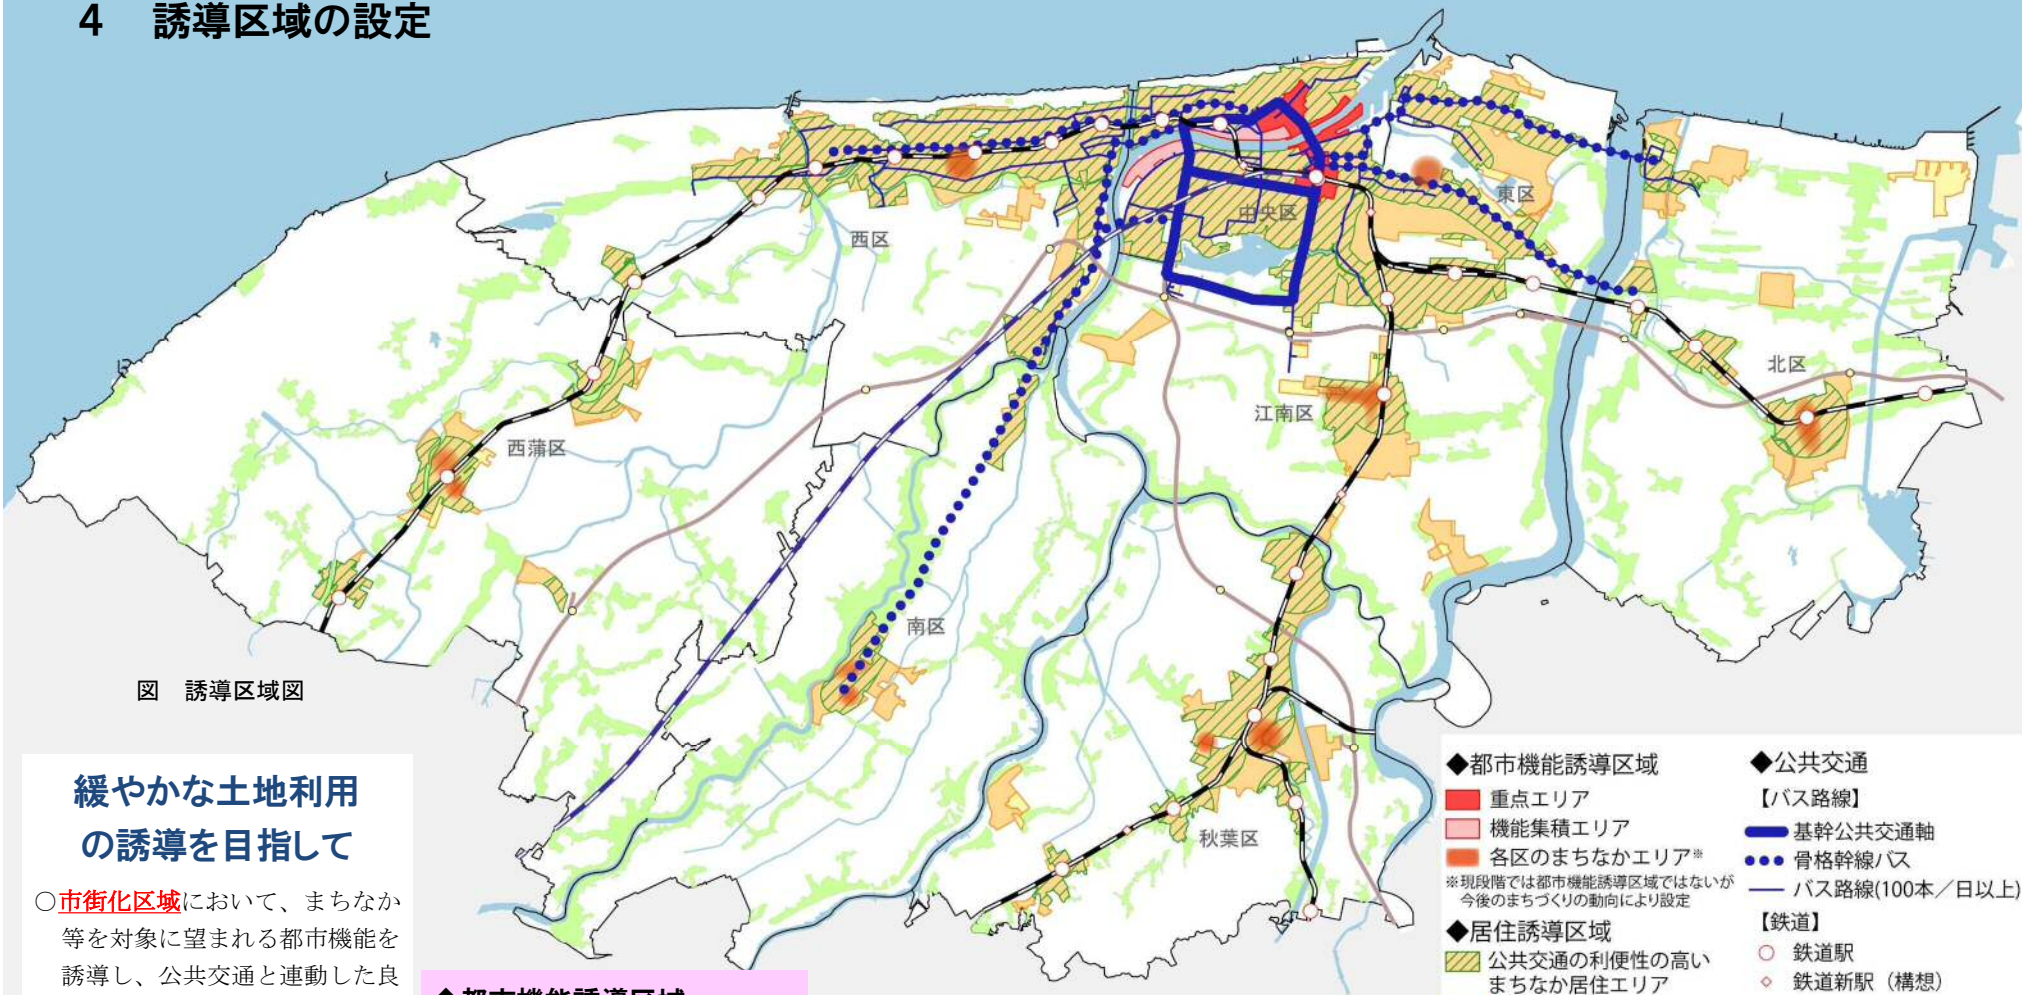 4　誘導区域の設定
西区
中央区
東区
北区
江南区
西蒲区
南区
秋葉区
図　誘導区域図
緩やかな土地利用
の誘導を目指して
○市街化区域において、まちなか
等を対象に望まれる都市機能を
誘導し、公共交通と連動した良
◆都市機能誘導区域
◆都市機能誘導区域
重点エリア
機能集積エリア
各区のまちなかエリア※
※現段階では都市機能誘導区域ではないが
今後のまちづくりの動向により設定
◆居住誘導区域
公共交通の利便性の高い
まちなか居住エリア
◆公共交通
【バス路線】
基幹公共交通軸
骨格幹線バス
バス路線(100本／日以上)
【鉄道】
鉄道駅
鉄道新駅（構想）